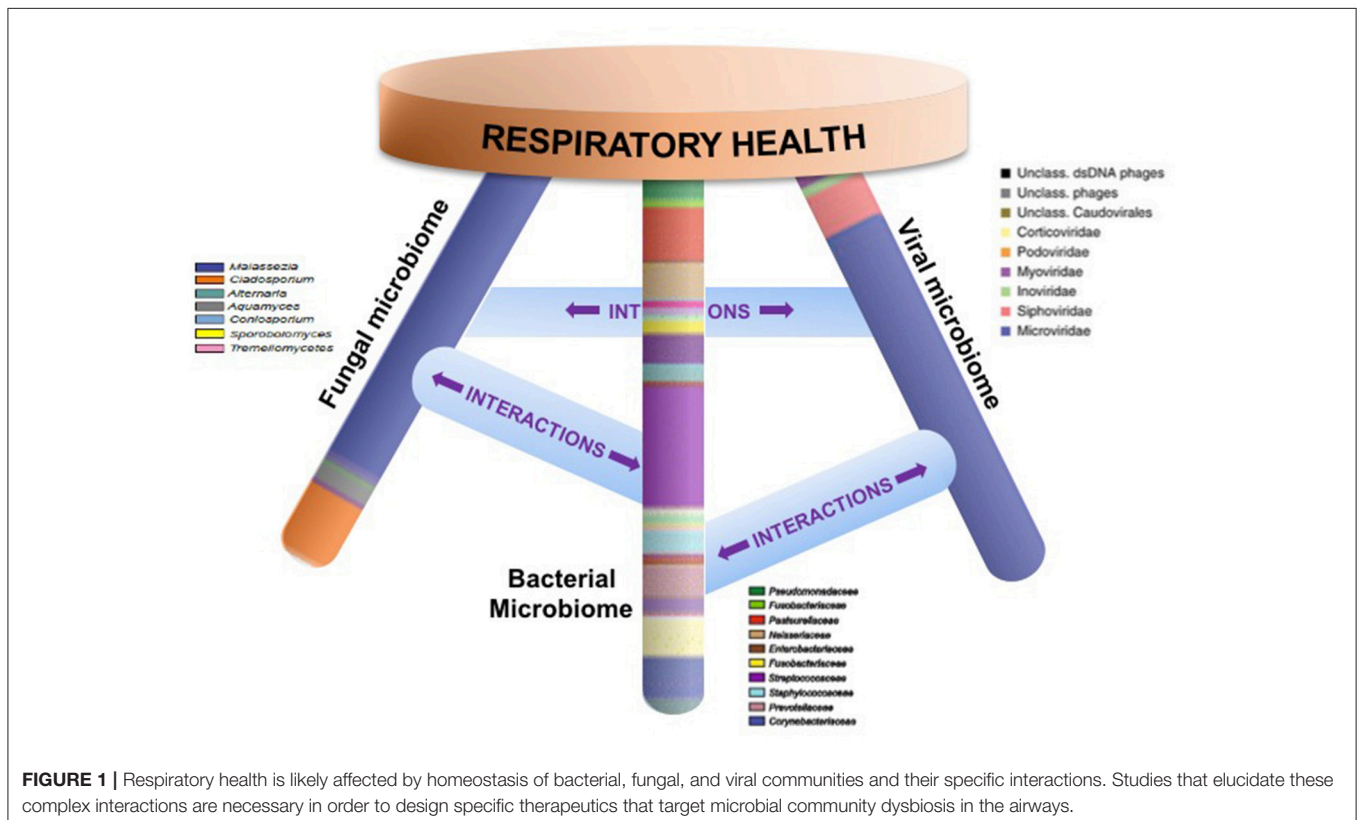 RESPIRATORY HEALTH
Fungal microbiome
Malassezia
Cladosporium
Alternaria
Aquamyces
Coniosporium
Sporobolomyces
Tremellomycetes
Viral microbiome
Unclass. dsDNA phages
Unclass. phages
Unclass. Caudovirales
Corticoviridae
Podoviridae
Myoviridae
Inoviridae
Siphoviridae
Microviridae
INT ONS
INTERACTIONS
INTERACTIONS
Bacterial
Microbiome
Pseudomonadaceae
Fusobacteriaceae
Pasteurellaceae
Neisseriaceae
Enterobacteriaceae
Fusobacteriaceae
Streptococcaceae
Staphylococcaceae
Prevotellaceae
Corynebacteriaceae
FIGURE 1 | Respiratory health is likely affected by homeostasis of bacterial, fungal, and viral communities and their specific interactions. Studies that elucidate these
complex interactions are necessary in order to design specific therapeutics that target microbial community dysbiosis in the airways.